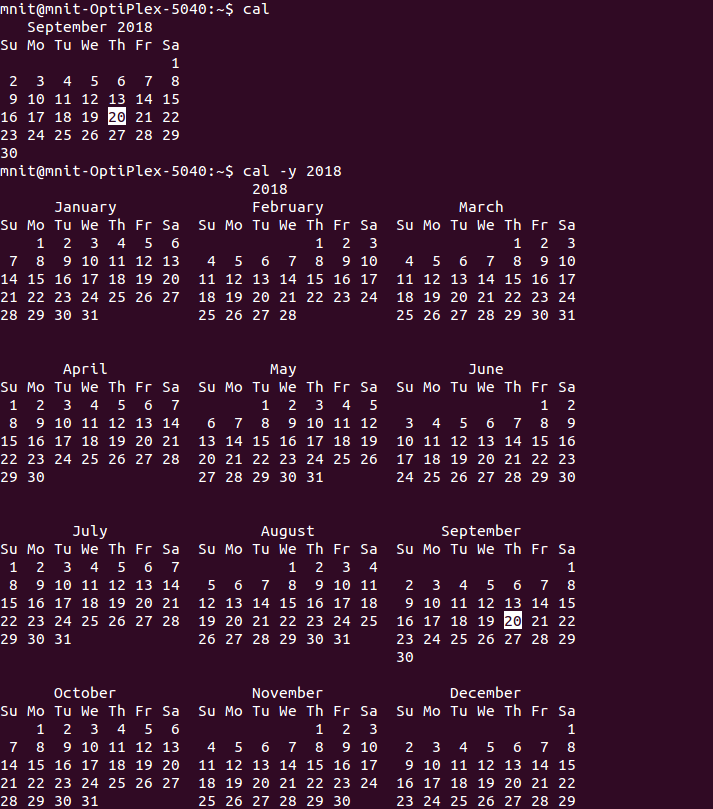 mnit@mnit-OptiPlex-5040:~$ cal
   September 2018
Su Mo Tu We Th Fr Sa
                   1
 2  3  4  5  6  7  8
 9 10 11 12 13 14 15
16 17 18 19 20 21 22
23 24 25 26 27 28 29
30
mnit@mnit-OptiPlex-5040:~$ cal -y 2018
                            2018
      January               February               March
Su Mo Tu We Th Fr Sa  Su Mo Tu We Th Fr Sa  Su Mo Tu We Th Fr Sa
    1  2  3  4  5  6               1  2  3               1  2  3
 7  8  9 10 11 12 13   4  5  6  7  8  9 10   4  5  6  7  8  9 10
14 15 16 17 18 19 20  11 12 13 14 15 16 17  11 12 13 14 15 16 17
21 22 23 24 25 26 27  18 19 20 21 22 23 24  18 19 20 21 22 23 24
28 29 30 31           25 26 27 28           25 26 27 28 29 30 31
       April                  May                   June
Su Mo Tu We Th Fr Sa  Su Mo Tu We Th Fr Sa  Su Mo Tu We Th Fr Sa
 1  2  3  4  5  6  7         1  2  3  4  5                  1  2
 8  9 10 11 12 13 14   6  7  8  9 10 11 12   3  4  5  6  7  8  9
15 16 17 18 19 20 21  13 14 15 16 17 18 19  10 11 12 13 14 15 16
22 23 24 25 26 27 28  20 21 22 23 24 25 26  17 18 19 20 21 22 23
29 30                 27 28 29 30 31        24 25 26 27 28 29 30
        July                 August              September
Su Mo Tu We Th Fr Sa  Su Mo Tu We Th Fr Sa  Su Mo Tu We Th Fr Sa
 1  2  3  4  5  6  7            1  2  3  4                     1
 8  9 10 11 12 13 14   5  6  7  8  9 10 11   2  3  4  5  6  7  8
15 16 17 18 19 20 21  12 13 14 15 16 17 18   9 10 11 12 13 14 15
22 23 24 25 26 27 28  19 20 21 22 23 24 25  16 17 18 19 20 21 22
29 30 31              26 27 28 29 30 31     23 24 25 26 27 28 29
                                            30
      October               November              December
Su Mo Tu We Th Fr Sa  Su Mo Tu We Th Fr Sa  Su Mo Tu We Th Fr Sa
    1  2  3  4  5  6               1  2  3                     1
 7  8  9 10 11 12 13   4  5  6  7  8  9 10   2  3  4  5  6  7  8
14 15 16 17 18 19 20  11 12 13 14 15 16 17   9 10 11 12 13 14 15
21 22 23 24 25 26 27  18 19 20 21 22 23 24  16 17 18 19 20 21 22
28 29 30 31           25 26 27 28 29 30     23 24 25 26 27 28 29